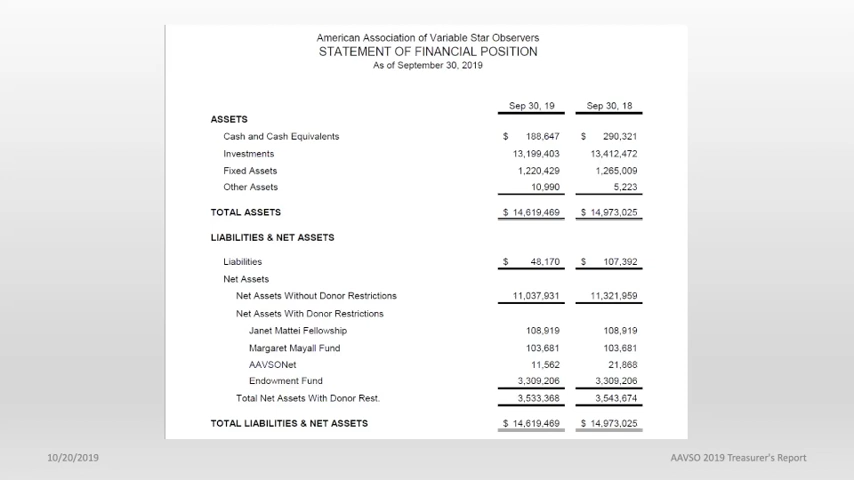 American Association of Variable Star Observers
STATEMENT OF FINANCIAL POSITION
As of September 30, 2019
Sep 30, 19 Sep 30, 18
ASSETS
Cash and Cash Equivalents $ 188,647 $ 290,321
Investments 13,199,403 13,412,472
Fixed Assets 1,220,429 1,265,009
Other Assets 10,990 5,223
TOTAL ASSETS $ 14,619,469 $ 14,973,025
LIABILITIES & NET ASSETS
Liabilities $ 48,170 $ 107,392
Net Assets
Net Assets Without Donor Restrictions 11,037,931 11,321,959
Net Assets With Donor Restrictions
Janet Mattei Fellowship 108,919 108,919
Margaret Mayall Fund 103,681 103,681
AAVSONet 11,562 21,868
Endowment Fund 3,309,206 3,309,206
Total Net Assets With Donor Rest. 3,533,368 3,543,674
TOTAL LIABILITIES & NET ASSETS $ 14,619,469 $ 14,973,025
10/20/2019 AAVSO 2019 Treasurer's Report